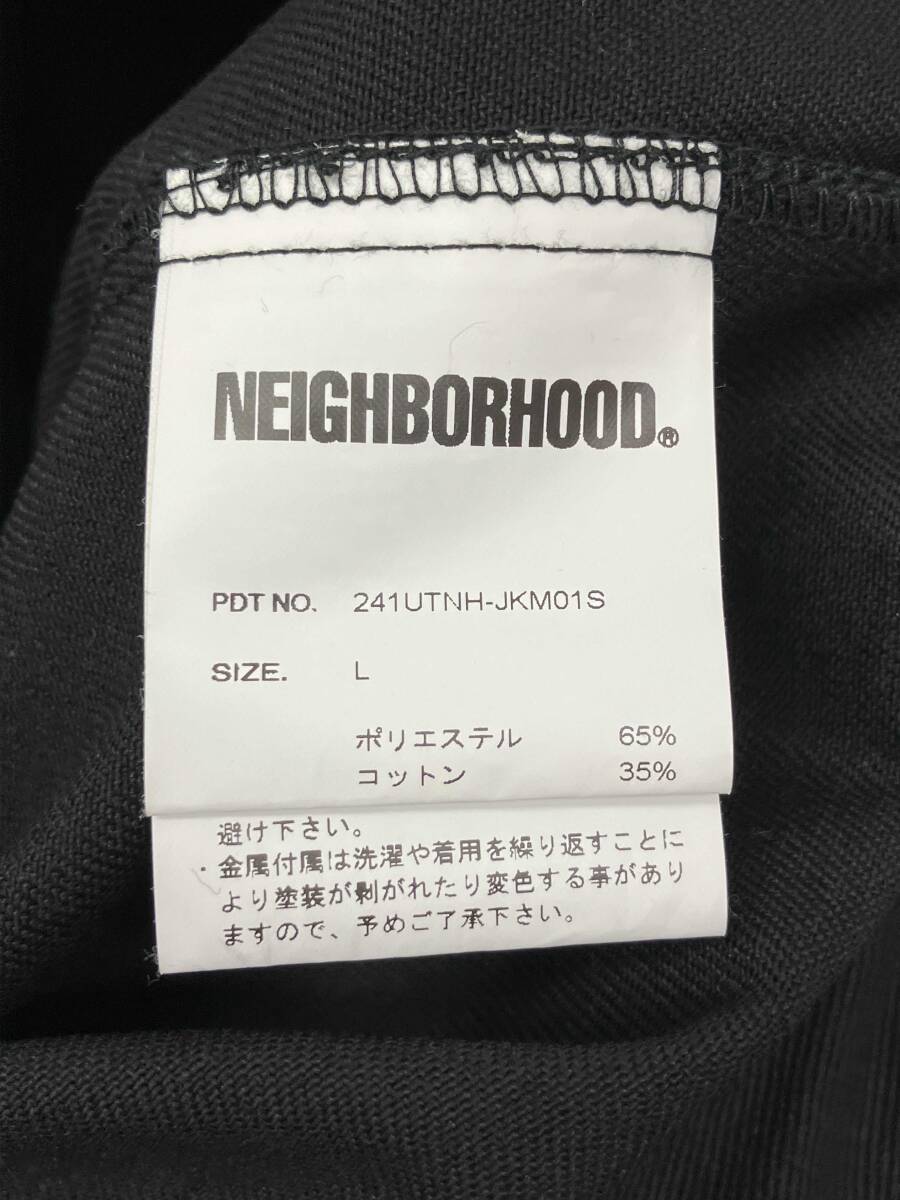 NEIGHBORHOOD.®
PDT NO. 241UTNH-JKM01S
SIZE. L
ポリエステル 65%
コットン 35%
避け下さい。
・金属付属は洗濯や着用を繰り返すことに
より塗装が剥がれたり変色する事があり
ますので、予めご了承下さい。